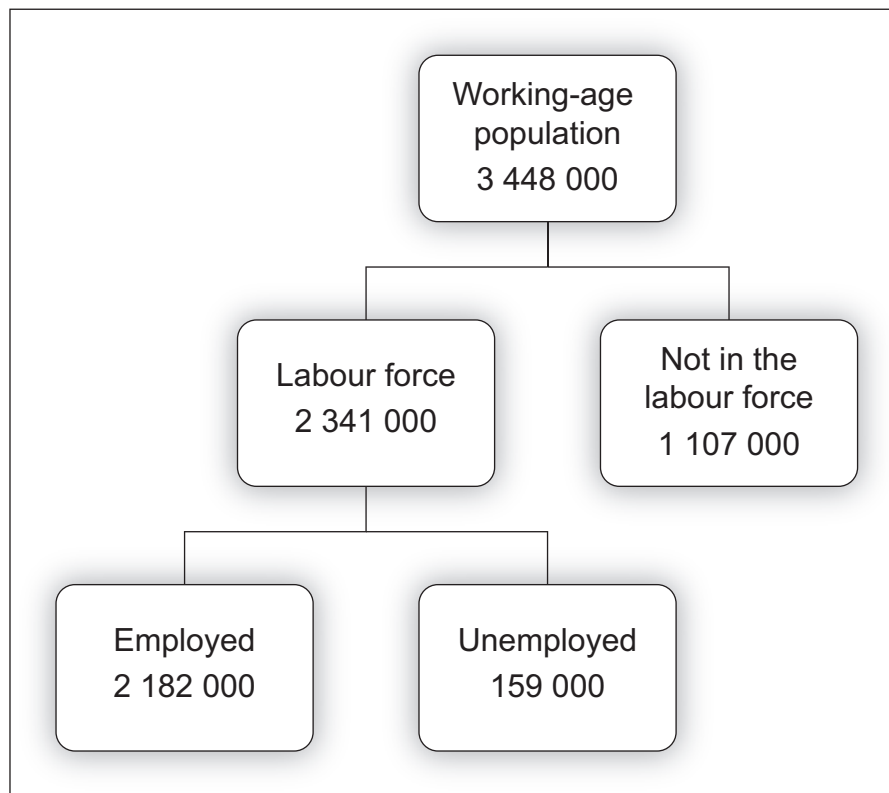 Working-age
population
3 448 000
Labour force
2 341 000
Not in the
labour force
1 107 000
Employed
2 182 000
Unemployed
159 000